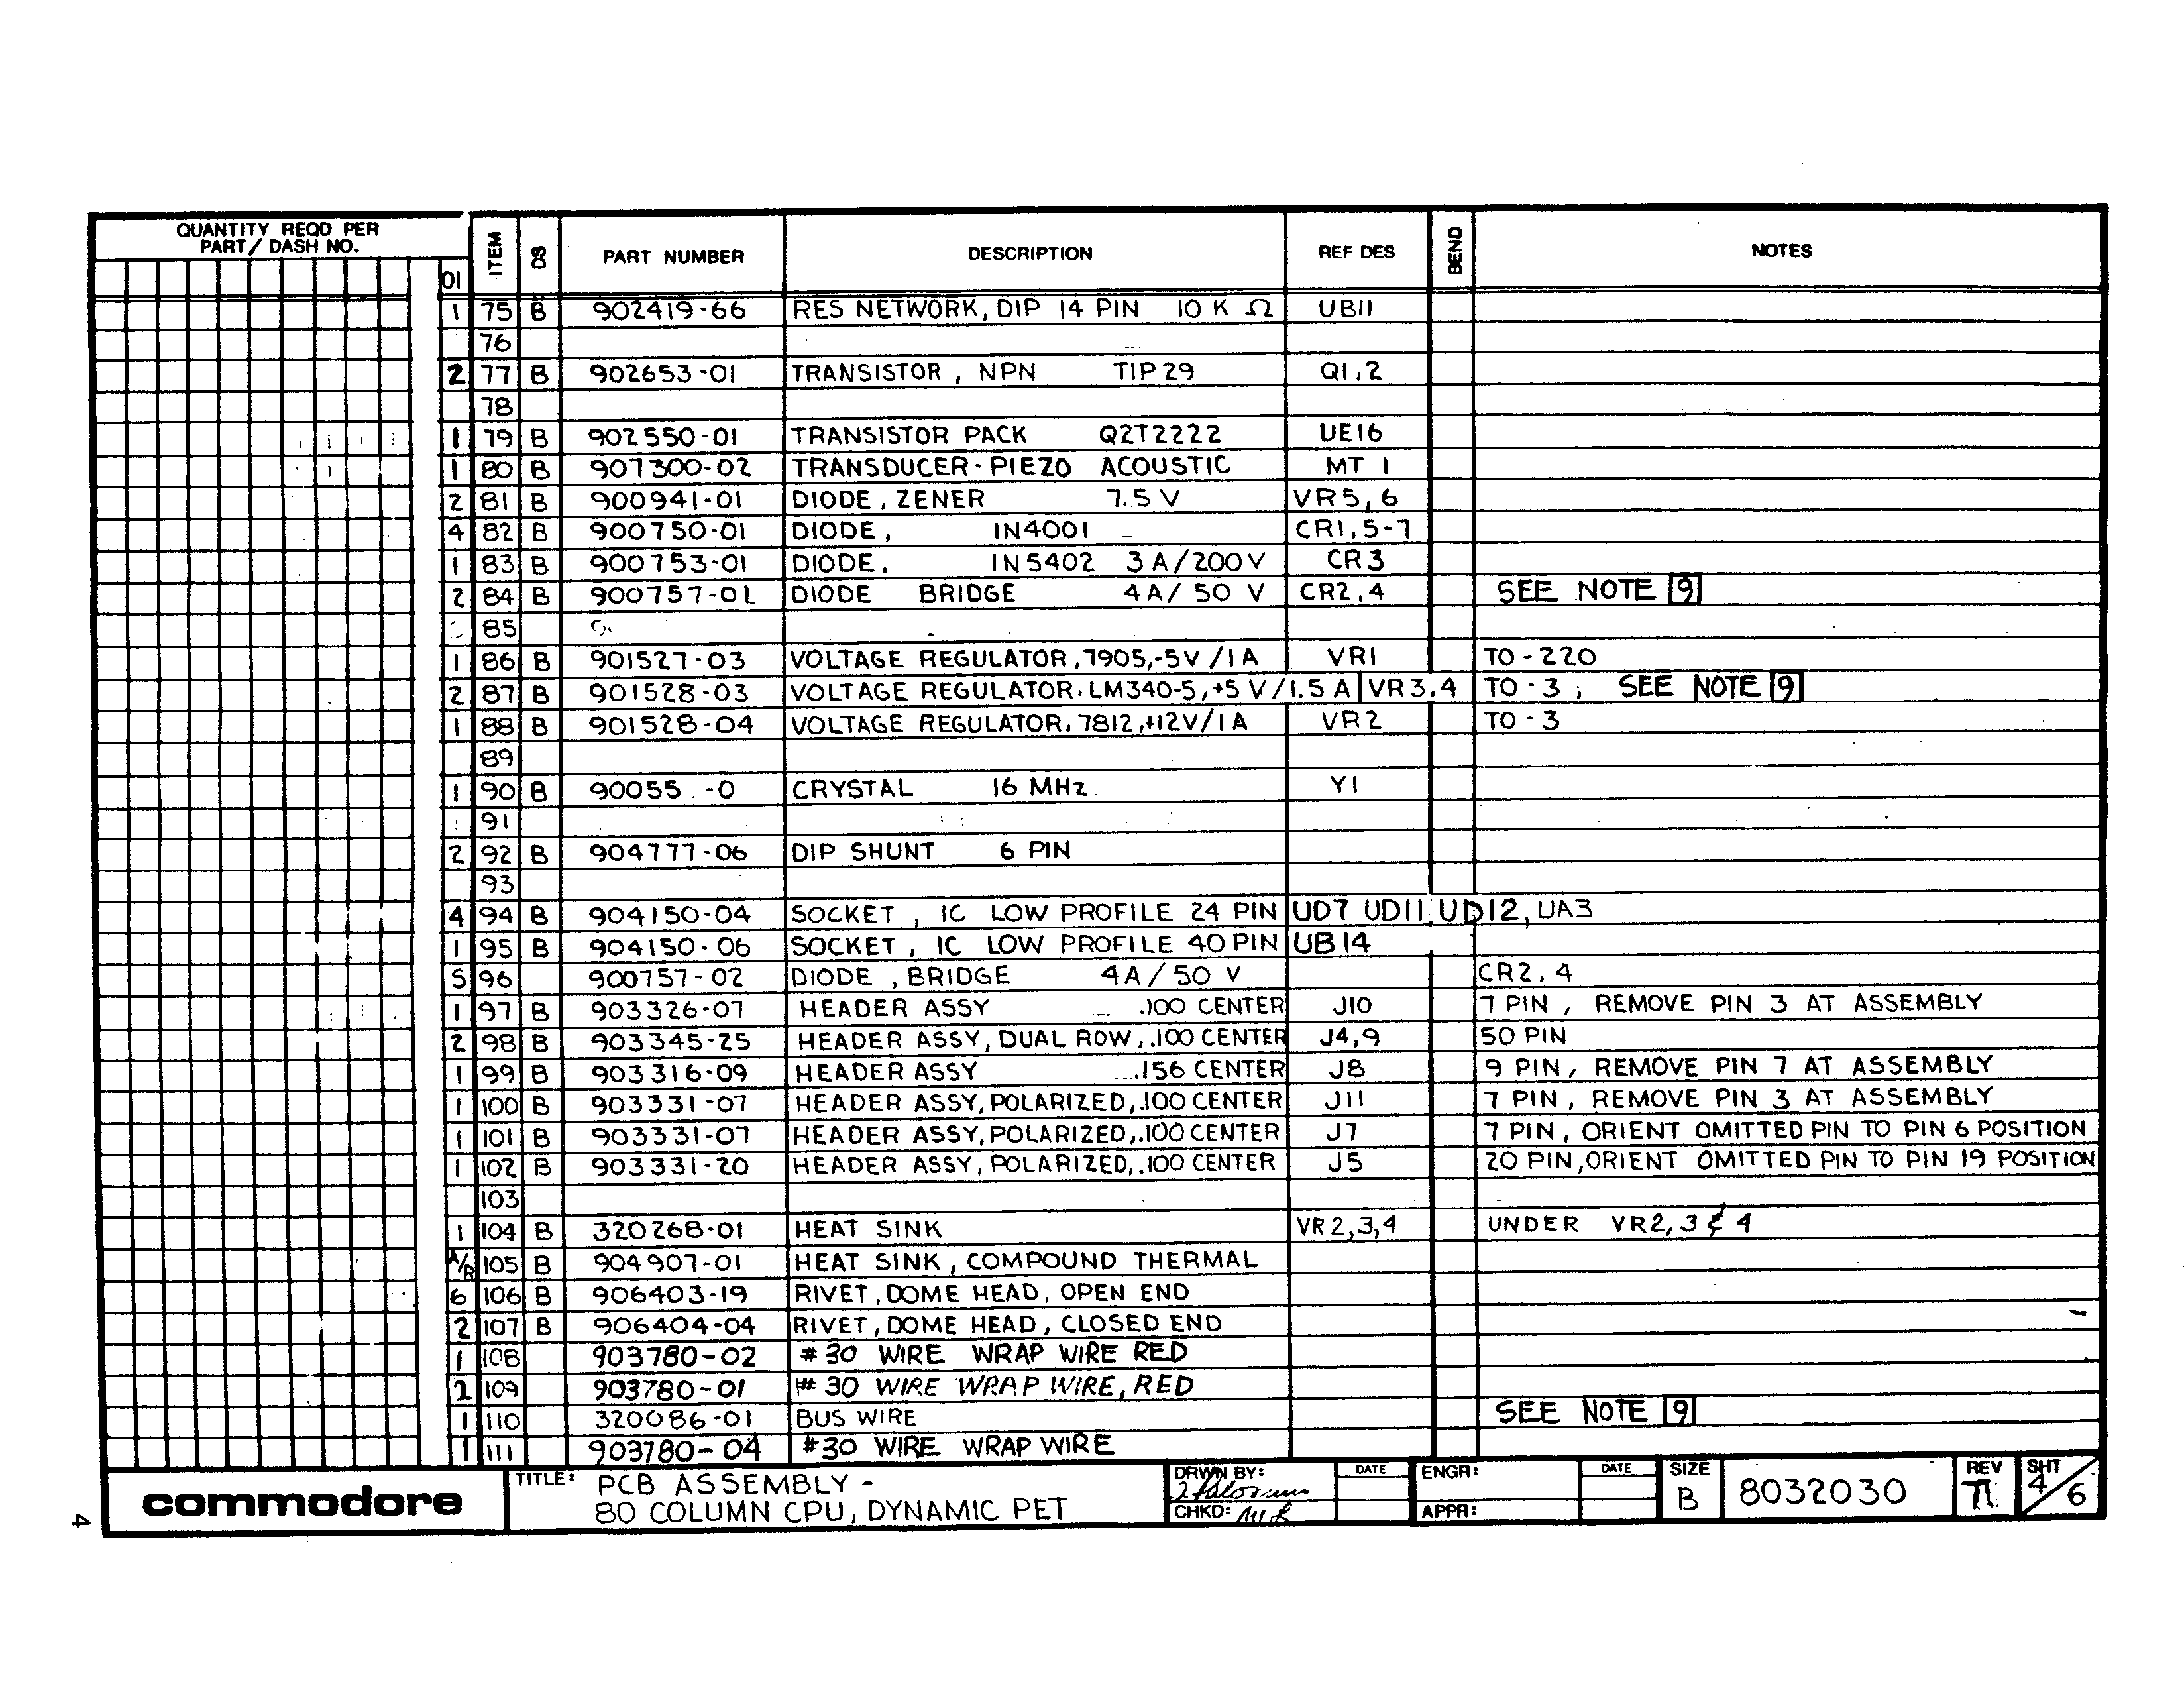 QUANTITY REQD PER
PART/ DASH NO.
01 ITEM DS PART NUMBER DESCRIPTION REF DES BEND NOTES
1 75 B 902419-66 RES NETWORK, DIP 14 PIN 10 K Ω UB11
76
2 77 B 902653-01 TRANSISTOR, NPN TIP 29 Q1,2
78
1 79 B 902550-01 TRANSISTOR PACK Q2T2222 UE16
1 80 B 907300-02 TRANSDUCER-PIEZO ACOUSTIC MT 1
2 81 B 900941-01 DIODE, ZENER 7.5 V VR5,6
4 82 B 900750-01 DIODE, IN4001 CR1,5-7
1 83 B 900753-01 DIODE, IN5402 3A/200V CR3
2 84 B 900757-01 DIODE BRIDGE 4A/ 50 V CR2,4 SEE NOTE 9
85
1 86 B 901527-03 VOLTAGE REGULATOR,7905,-5V /1A VR1 TO-220
2 87 B 901528-03 VOLTAGE REGULATOR, LM340-5,+5 V/1.5 A VR3,4 TO-3; SEE NOTE 9
1 88 B 901528-04 VOLTAGE REGULATOR, 7812,+12V/1A VR2 TO-3
89
1 90 B 90055 -0 CRYSTAL 16 MHz Y1
91
2 92 B 904777-06 DIP SHUNT 6 PIN
93
4 94 B 904150-04 SOCKET, IC LOW PROFILE 24 PIN UD7 UD11, UD12, UA3
1 95 B 904150-06 SOCKET, IC LOW PROFILE 40 PIN UB14
S 96 900757-02 DIODE, BRIDGE 4A/50 V CR2,4
1 97 B 903326-07 HEADER ASSY .100 CENTER J10 7 PIN, REMOVE PIN 3 AT ASSEMBLY
2 98 B 903345-25 HEADER ASSY, DUAL ROW, .100 CENTER J4,9 50 PIN
1 99 B 903316-09 HEADER ASSY .156 CENTER J8 9 PIN, REMOVE PIN 7 AT ASSEMBLY
1 100 B 903331-07 HEADER ASSY, POLARIZED, .100 CENTER J11 7 PIN, REMOVE PIN 3 AT ASSEMBLY
1 101 B 903331-07 HEADER ASSY, POLARIZED, .100 CENTER J7 7 PIN, ORIENT OMITTED PIN TO PIN 6 POSITION
1 102 B 903331-20 HEADER ASSY, POLARIZED, .100 CENTER J5 20 PIN, ORIENT OMITTED PIN TO PIN 19 POSITION
103
1 104 B 320268-01 HEAT SINK VR2,3,4 UNDER VR2,3 & 4
A/R 105 B 904907-01 HEAT SINK, COMPOUND THERMAL
6 106 B 906403-19 RIVET, DOME HEAD, OPEN END
2 107 B 906404-04 RIVET, DOME HEAD, CLOSED END
1 108 903780-02 #30 WIRE WRAP WIRE RED
2 109 903780-01 #30 WIRE WRAP WIRE, RED
1 110 320086-01 BUS WIRE SEE NOTE 9
1 111 903780-04 #30 WIRE WRAP WIRE
commodore
TITLE: PCB ASSEMBLY -
80 COLUMN CPU, DYNAMIC PET
DRWN BY: DATE
CHKD:
ENGR: DATE
APPR:
SIZE B
8032030
REV
SHT 4/6
4